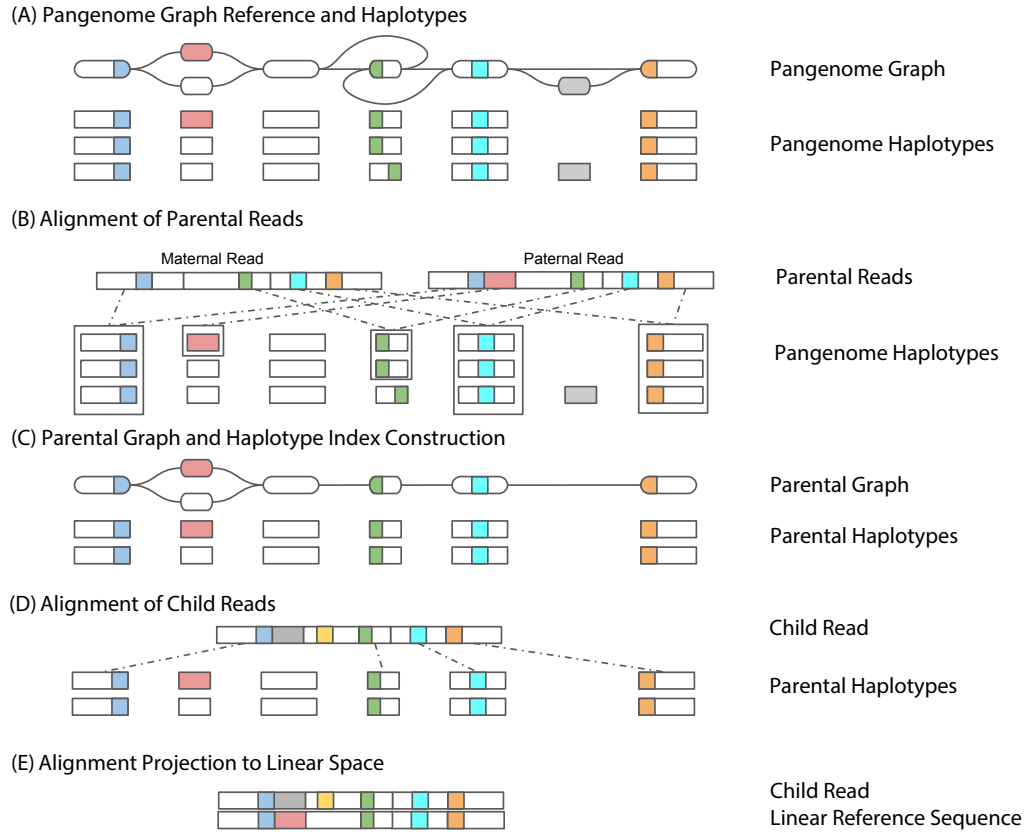 (A) Pangenome Graph Reference and Haplotypes
Pangenome Graph
Pangenome Haplotypes
(B) Alignment of Parental Reads
Maternal Read
Paternal Read
Parental Reads
Pangenome Haplotypes
(C) Parental Graph and Haplotype Index Construction
Parental Graph
Parental Haplotypes
(D) Alignment of Child Reads
Child Read
Parental Haplotypes
(E) Alignment Projection to Linear Space
Child Read
Linear Reference Sequence